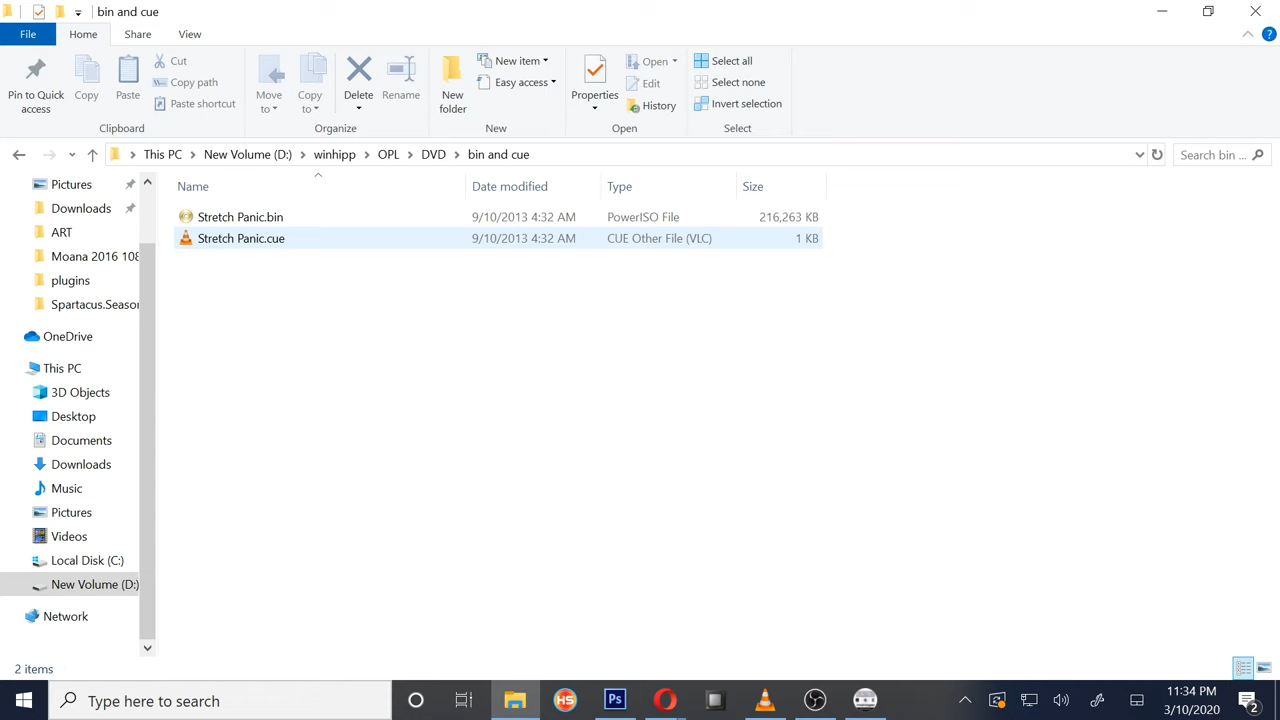 bin and cue
File Home Share View
Pin to Quick access
Copy
Paste
Cut
Copy path
Paste shortcut
Clipboard
Move to
Copy to
Delete
Rename
Organize
New folder
New item
Easy access
New
Properties
Open
Edit
History
Open
Select all
Select none
Invert selection
Select
This PC > New Volume (D:) > winhipp > OPL > DVD > bin and cue
Search bin ...
Name Date modified Type Size
Stretch Panic.bin 9/10/2013 4:32 AM PowerISO File 216,263 KB
Stretch Panic.cue 9/10/2013 4:32 AM CUE Other File (VLC) 1 KB
Pictures
Downloads
ART
Moana 2016 108
plugins
Spartacus.Season
OneDrive
This PC
3D Objects
Desktop
Documents
Downloads
Music
Pictures
Videos
Local Disk (C:)
New Volume (D:)
Network
2 items
Type here to search
HS
Ps
11:34 PM
3/10/2020
2